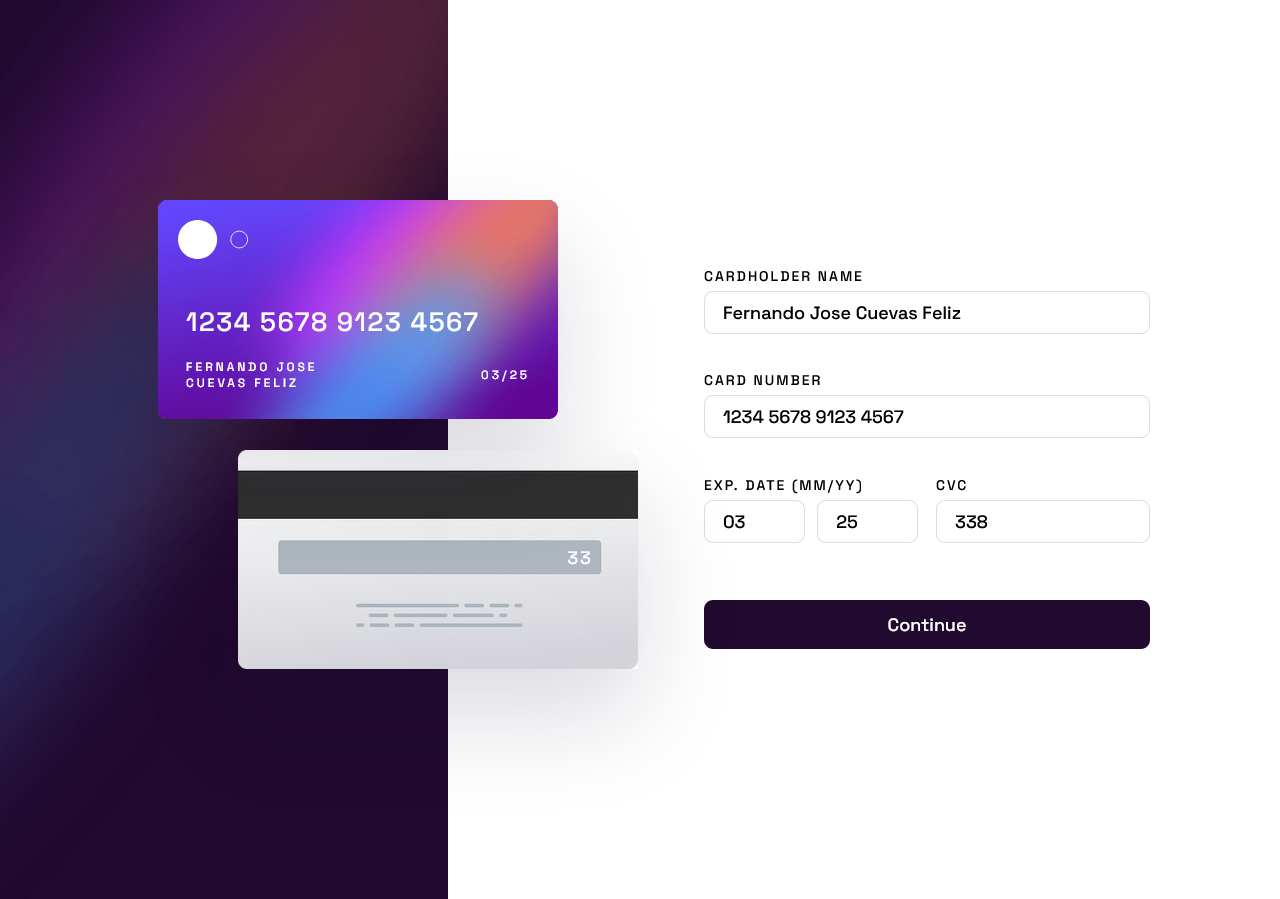 1234 5678 9123 4567
FERNANDO JOSE
CUEVAS FELIZ
03/25
33
CARDHOLDER NAME
Fernando Jose Cuevas Feliz
CARD NUMBER
1234 5678 9123 4567
EXP. DATE (MM/YY) CVC
03 25 338
Continue